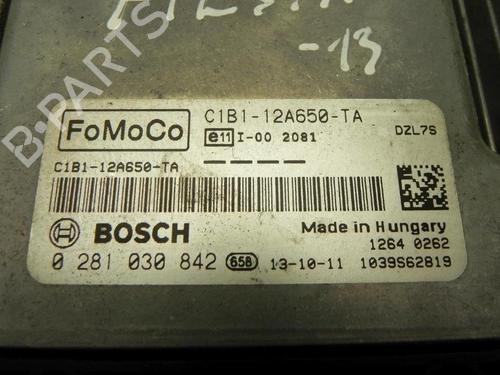 -13
FoMoCo
C1B1-12A650-TA
e11 I-00 2081
DZL7S
C1B1-12A650-TA
BOSCH
Made in Hungary
1264 0262
0 281 030 842 658 13-10-11 1039S62819